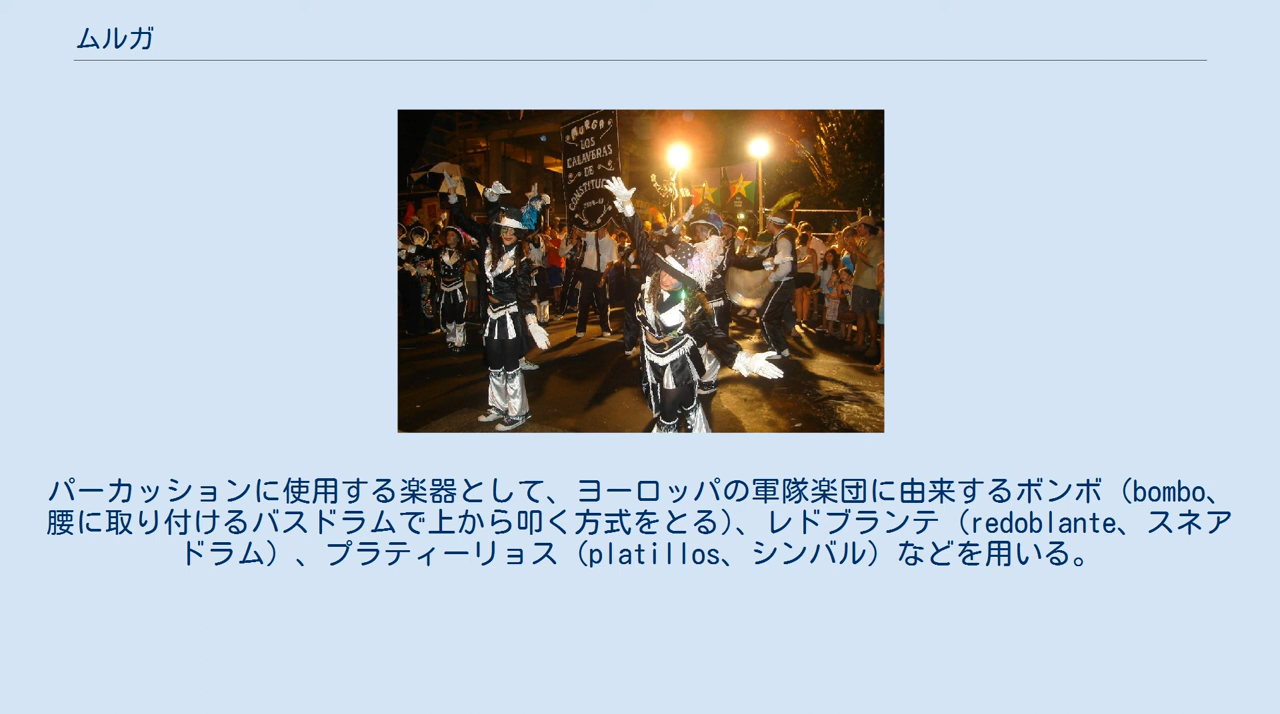 ムルガ
MURGA
LOS
CALAVERAS
DE
パーカッションに使用する楽器として、ヨーロッパの軍隊楽団に由来するボンボ（bombo、
腰に取り付けるバスドラムで上から叩く方式をとる)、レドブランテ（redoblante、スネア
ドラム）、プラティーリョス（platillos、シンバル）などを用いる。